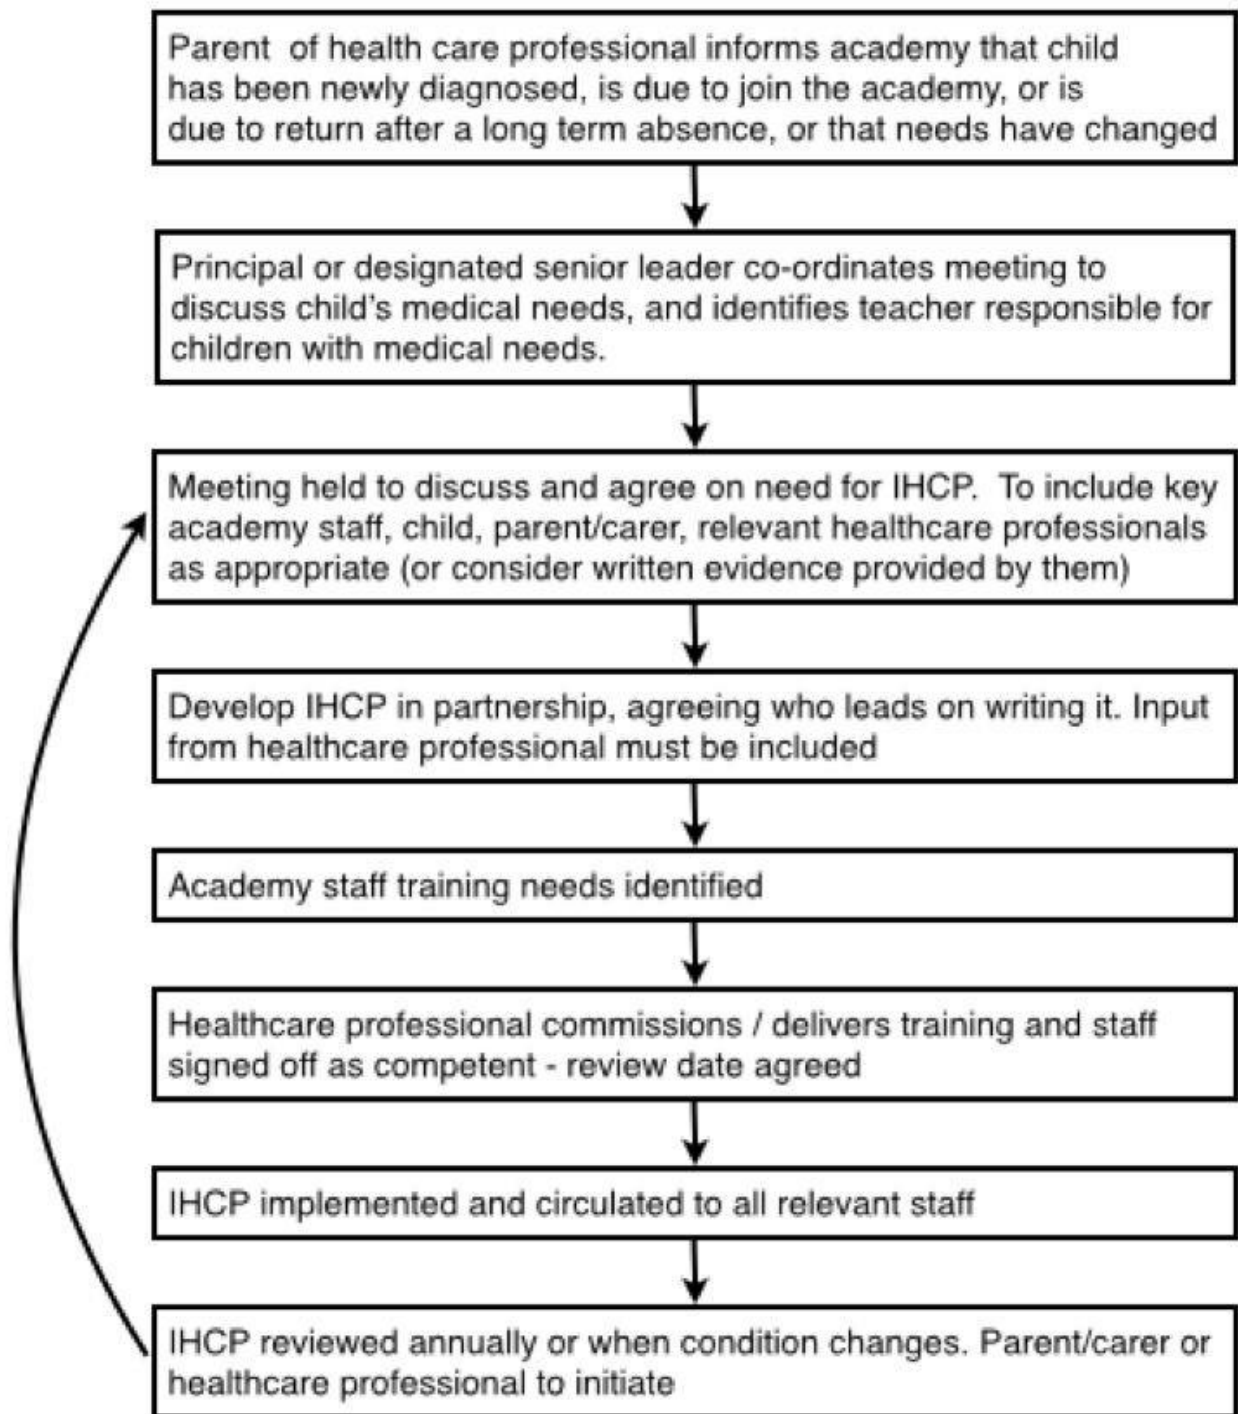 Parent  of health care professional informs academy that child
has been newly diagnosed, is due to join the academy, or is
due to return after a long term absence, or that needs have changed
Principal or designated senior leader co-ordinates meeting to
discuss child's medical needs, and identifies teacher responsible for
children with medical needs.
Meeting held to discuss and agree on need for IHCP.  To include key
academy staff, child, parent/carer, relevant healthcare professionals
as appropriate (or consider written evidence provided by them)
Develop IHCP in partnership, agreeing who leads on writing it. Input
from healthcare professional must be included
Academy staff training needs identified
Healthcare professional commissions / delivers training and staff
signed off as competent - review date agreed
IHCP implemented and circulated to all relevant staff
IHCP reviewed annually or when condition changes. Parent/carer or
healthcare professional to initiate